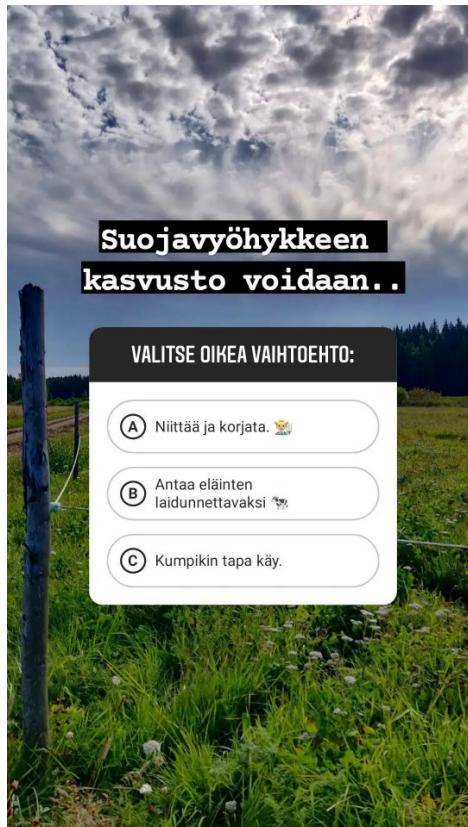 Suojavyöhykkeen
kasvusto voidaan..
VALITSE OIKEA VAIHTOEHTO:
A Niittää ja korjata. 👨🏼‍🌾
B Antaa eläinten
laidunnettavaksi 🐄
C Kumpikin tapa käy.